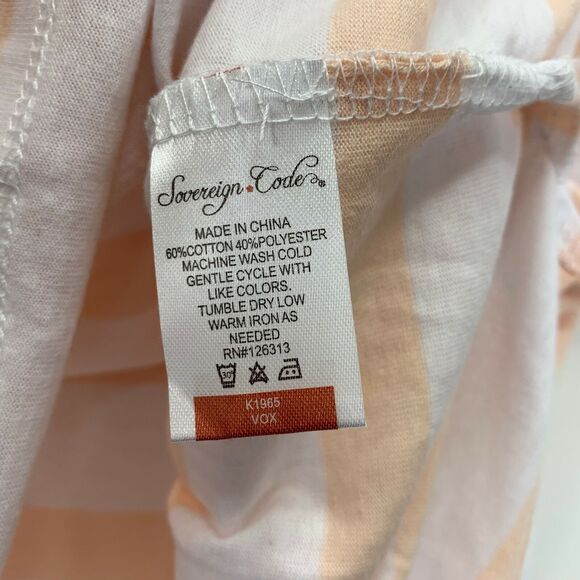 Sovereign Code
MADE IN CHINA
60%COTTON 40%POLYESTER
MACHINE WASH COLD
GENTLE CYCLE WITH
LIKE COLORS.
TUMBLE DRY LOW
WARM IRON AS
NEEDED
RN#126313
30°
K1965
VOX